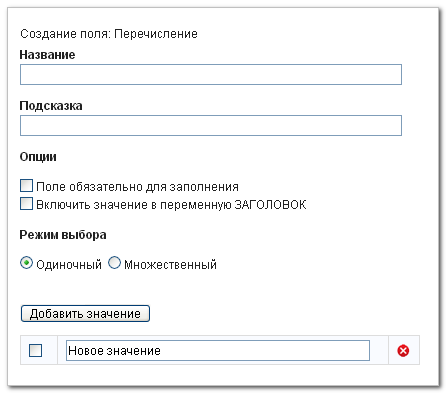 Создание поля: Перечисление
Название
Подсказка
Опции
Поле обязательно для заполнения
Включить значение в переменную ЗАГОЛОВОК
Режим выбора
Одиночный Множественный
Добавить значение
Новое значение